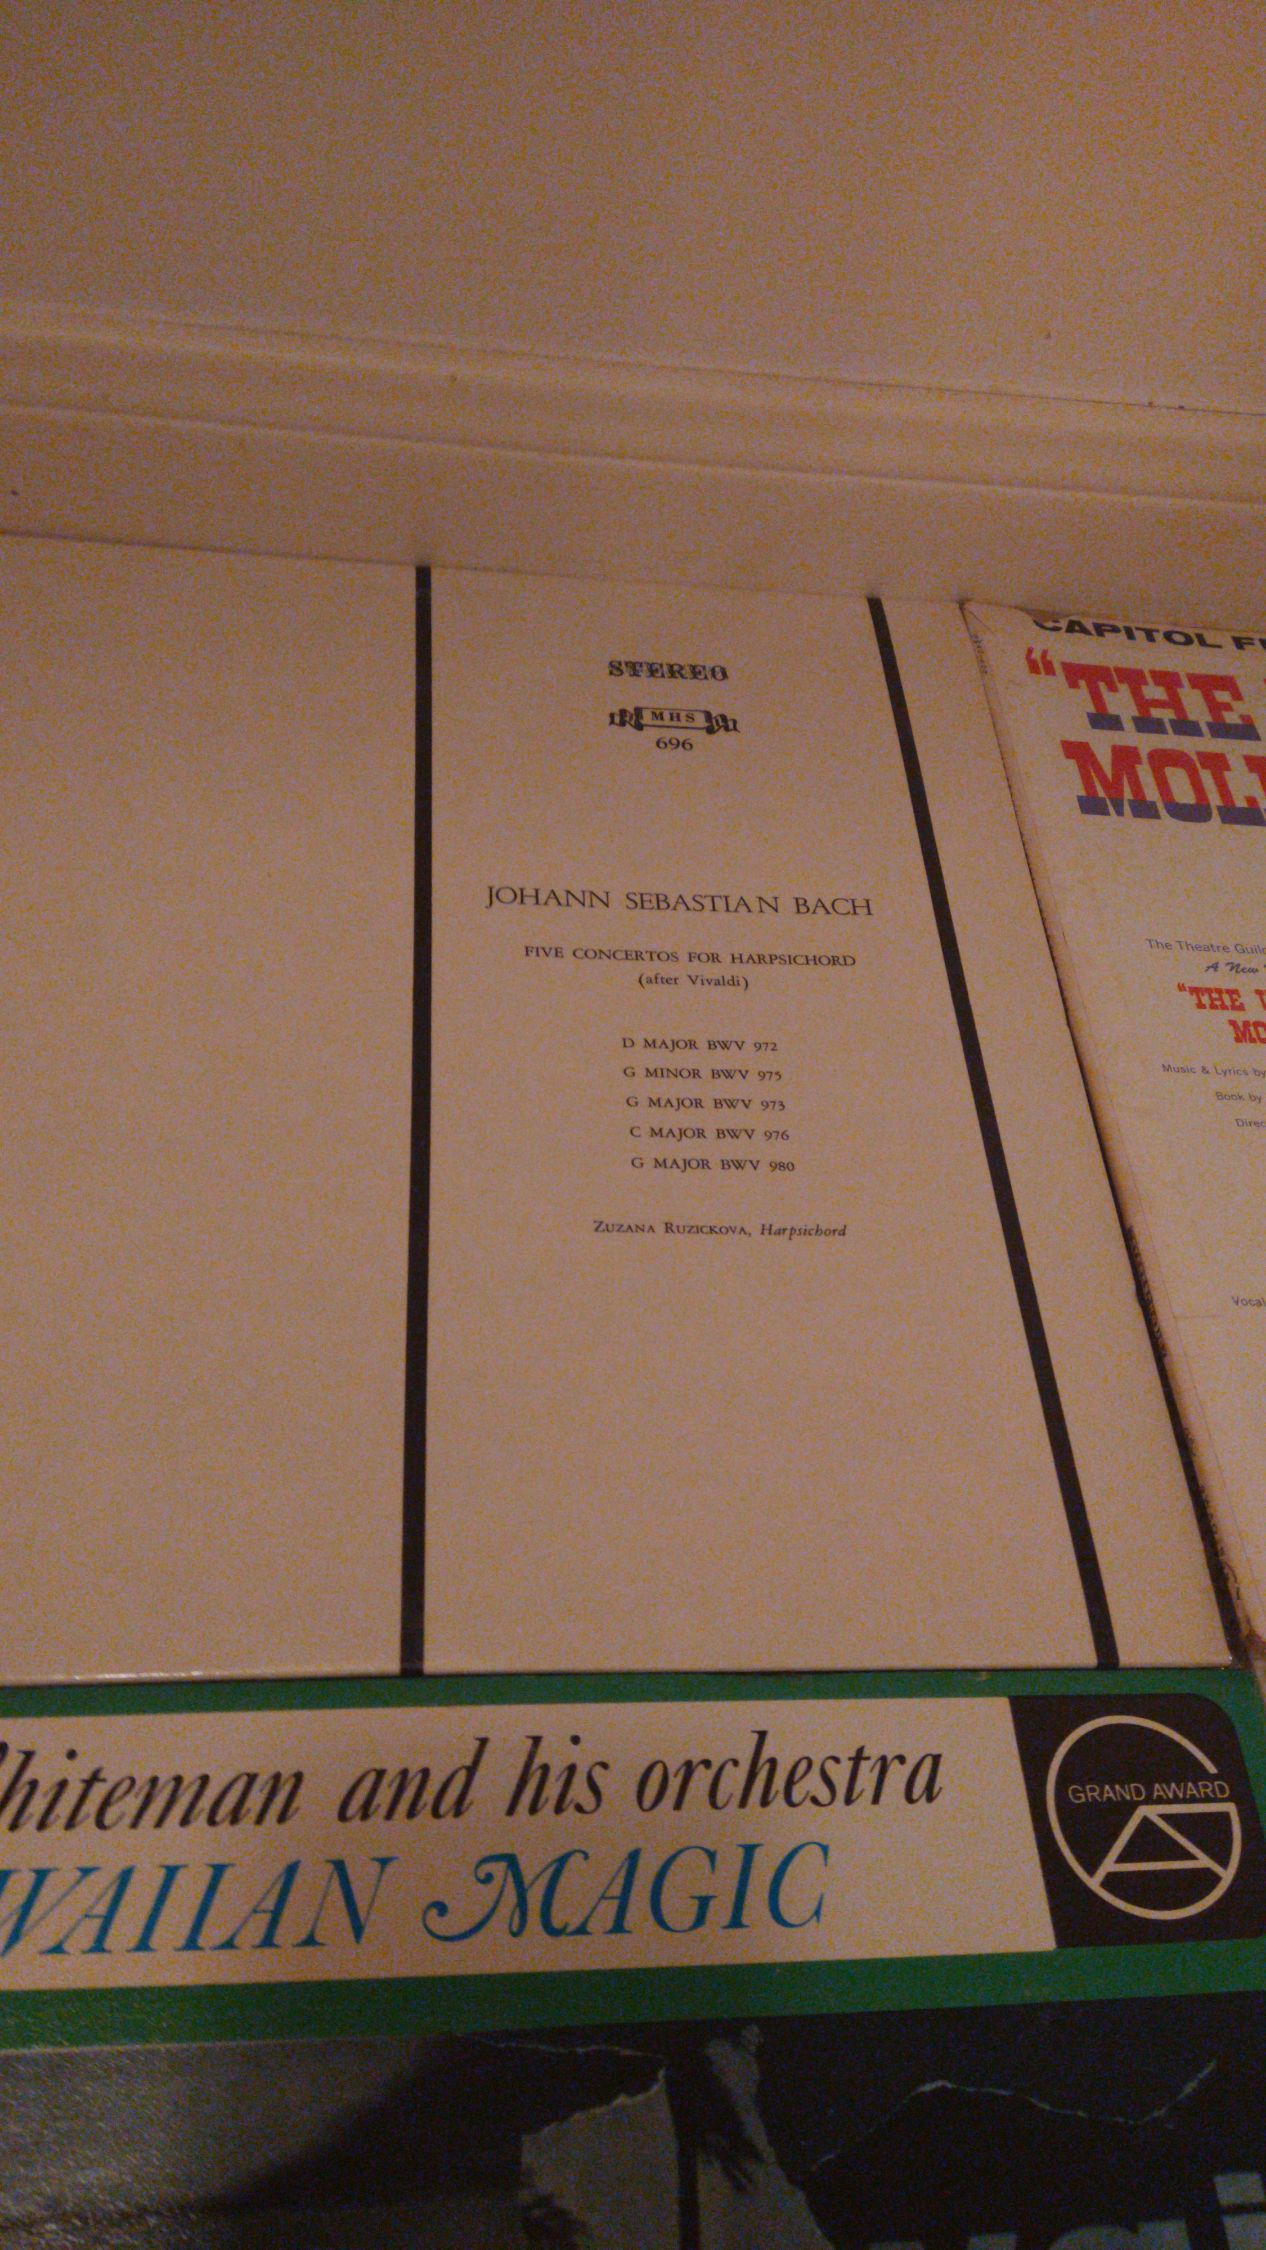 STEREO
MHS
696
JOHANN SEBASTIAN BACH
FIVE CONCERTOS FOR HARPSICHORD
(after Vivaldi)
D MAJOR BWV 972
G MINOR BWV 975
G MAJOR BWV 973
C MAJOR BWV 976
G MAJOR BWV 980
ZUZANA RUZICKOVA, Harpsichord
CAPITOL
"THE
MOL
The Theatre Guild
A New
"THE
MO
Music & Lyrics by
Book by
Direc
Vocal
hiteman and his orchestra
WAIIAN MAGIC
GRAND AWARD